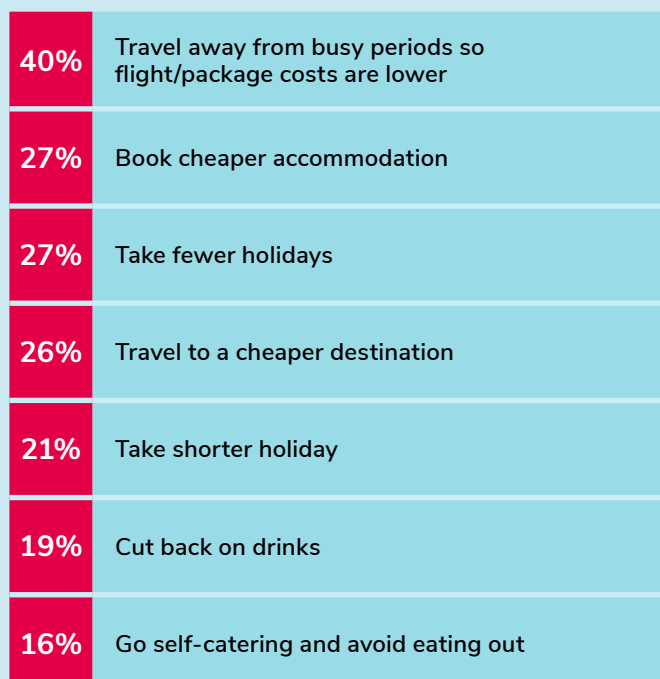 40%
Travel away from busy periods so
flight/package costs are lower
27%
Book cheaper accommodation
27%
Take fewer holidays
26%
Travel to a cheaper destination
21%
Take shorter holiday
19%
Cut back on drinks
16%
Go self-catering and avoid eating out